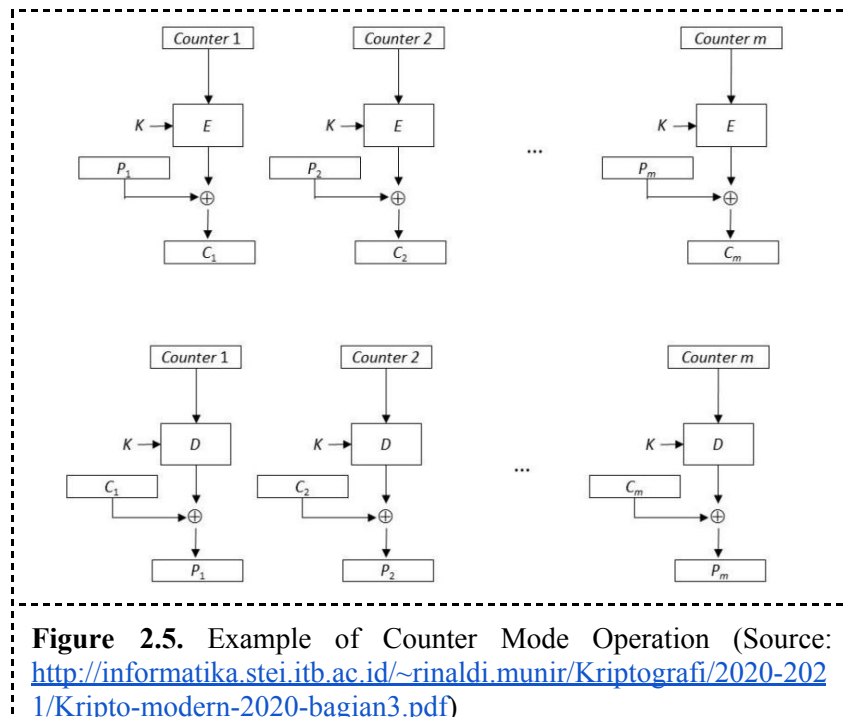 Counter 1 Counter 2 Counter m
K E K E K E
...
P1 P2 Pm
⊕ ⊕ ⊕
C1 C2 Cm
Counter 1 Counter 2 Counter m
K D K D K D
...
C1 C2 Cm
⊕ ⊕ ⊕
P1 P2 Pm
Figure 2.5. Example of Counter Mode Operation (Source:
http://informatika.stei.itb.ac.id/~rinaldi.munir/Kriptografi/2020-202
1/Kripto-modern-2020-bagian3.pdf)